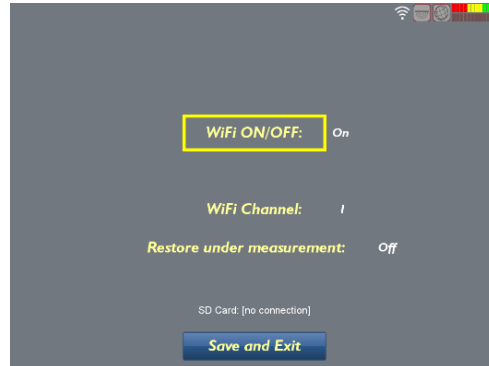 WiFi ON/OFF: On
WiFi Channel: 1
Restore under measurement: Off
SD Card: [no connection]
Save and Exit